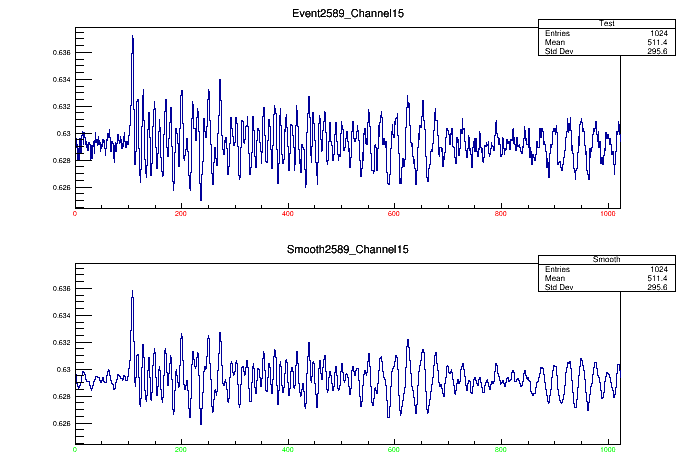 Event2589_Channel15
Test
Entries 1024
Mean 511.4
Std Dev 295.6
0.636
0.634
0.632
0.63
0.628
0.626
0 200 400 600 800 1000
Smooth2589_Channel15
Smooth
Entries 1024
Mean 511.4
Std Dev 295.6
0.636
0.634
0.632
0.63
0.628
0.626
0 200 400 600 800 1000